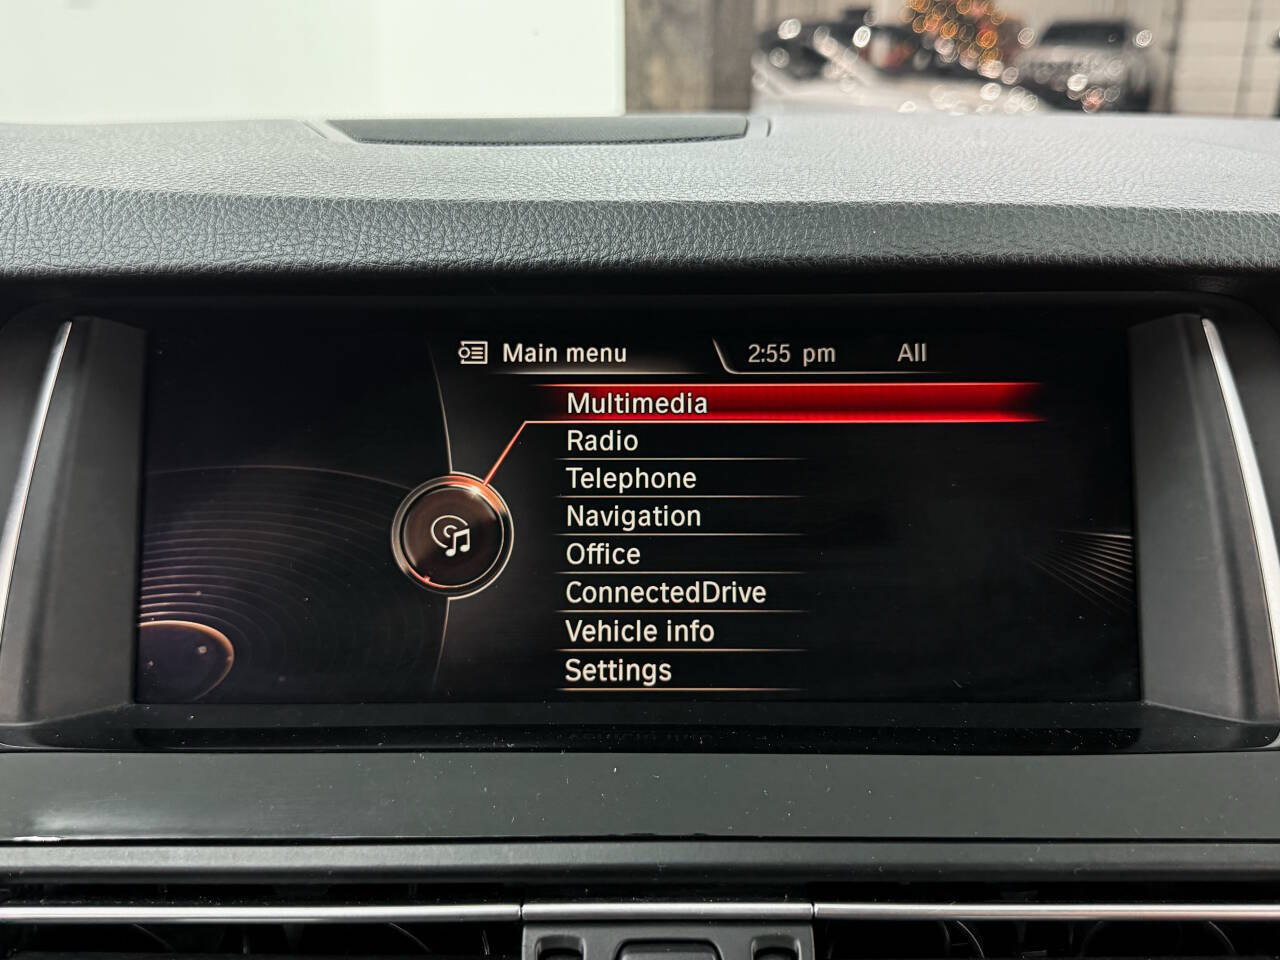 Main menu 2:55 pm All
Multimedia
Radio
Telephone
Navigation
Office
ConnectedDrive
Vehicle info
Settings